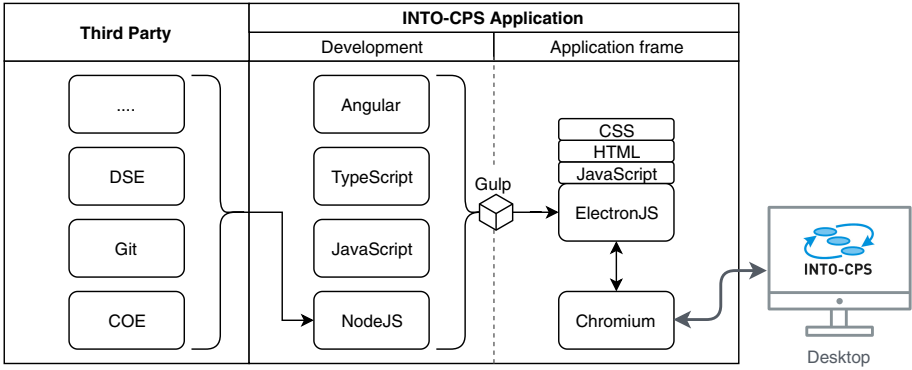 Third Party
INTO-CPS Application
Development
Application frame
....
DSE
Git
COE
Angular
TypeScript
JavaScript
NodeJS
Gulp
CSS
HTML
JavaScript
ElectronJS
Chromium
INTO-CPS
Desktop